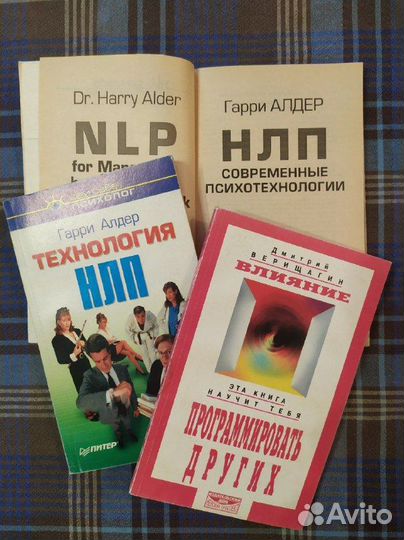 Dr. Harry Alder
NLP
for
Гарри АЛДЕР
НЛП
СОВРЕМЕННЫЕ
ПСИХОТЕХНОЛОГИИ
ПСИХОЛОГ
Гарри Алдер
ТЕХНОЛОГИЯ
НЛП
ПИТЕР
Дмитрий
ВЕРИЩАГИН
ВЛИЯНИЕ
ЭТА КНИГА
НАУЧИТ ТЕБЯ
ПРОГРАММИРОВАТЬ
ДРУГИХ
Avito